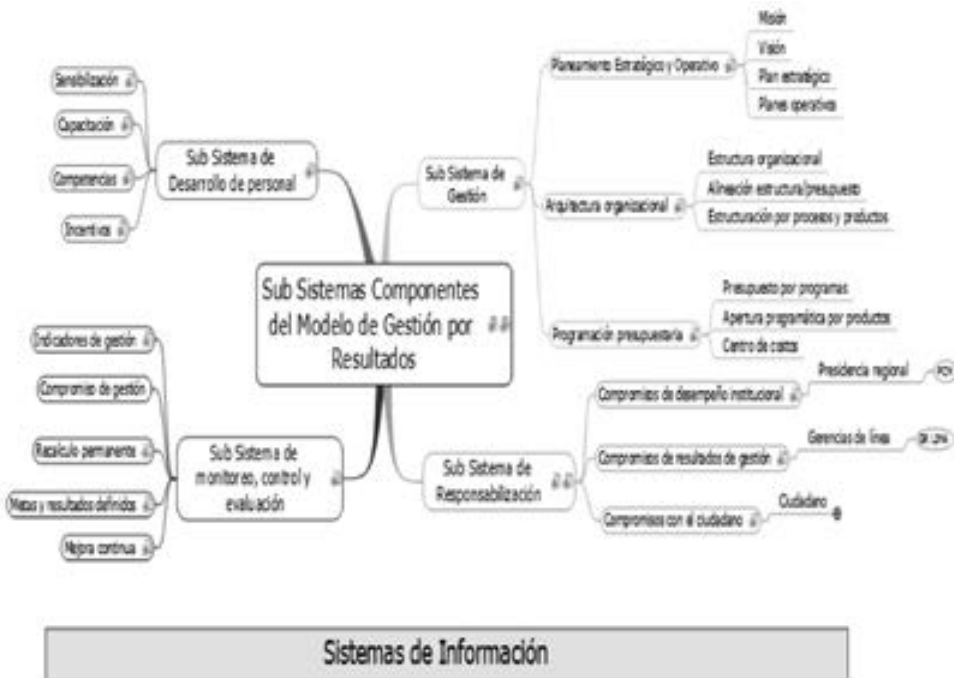 Misión
Visión
Plan estratégico
Planes operativos
Planeamiento Estratégico y Operativo
Sensibilización
Capacitación
Competencias
Incentivos
Sub Sistema de
Desarrollo de personal
Sub Sistema de
Gestión
Estructura organizacional
Alineación estructura/presupuesto
Estructuración por procesos y productos
Arquitectura organizacional
Sub Sistemas Componentes
del Modelo de Gestión por
Resultados
Presupuesto por programas
Apertura programática por productos
Centro de costos
Programación presupuestaria
Indicadores de gestión
Compromiso de gestión
Recalculo permanente
Metas y resultados definidos
Mejora continua
Sub Sistema de
monitoreo, control y
evaluación
Sub Sistema de
Responsabilización
Compromisos de desempeño institucional
Presidencia regional
Compromisos de resultados de gestión
Gerencias de línea
Compromisos con el ciudadano
Ciudadano
Sistemas de Información